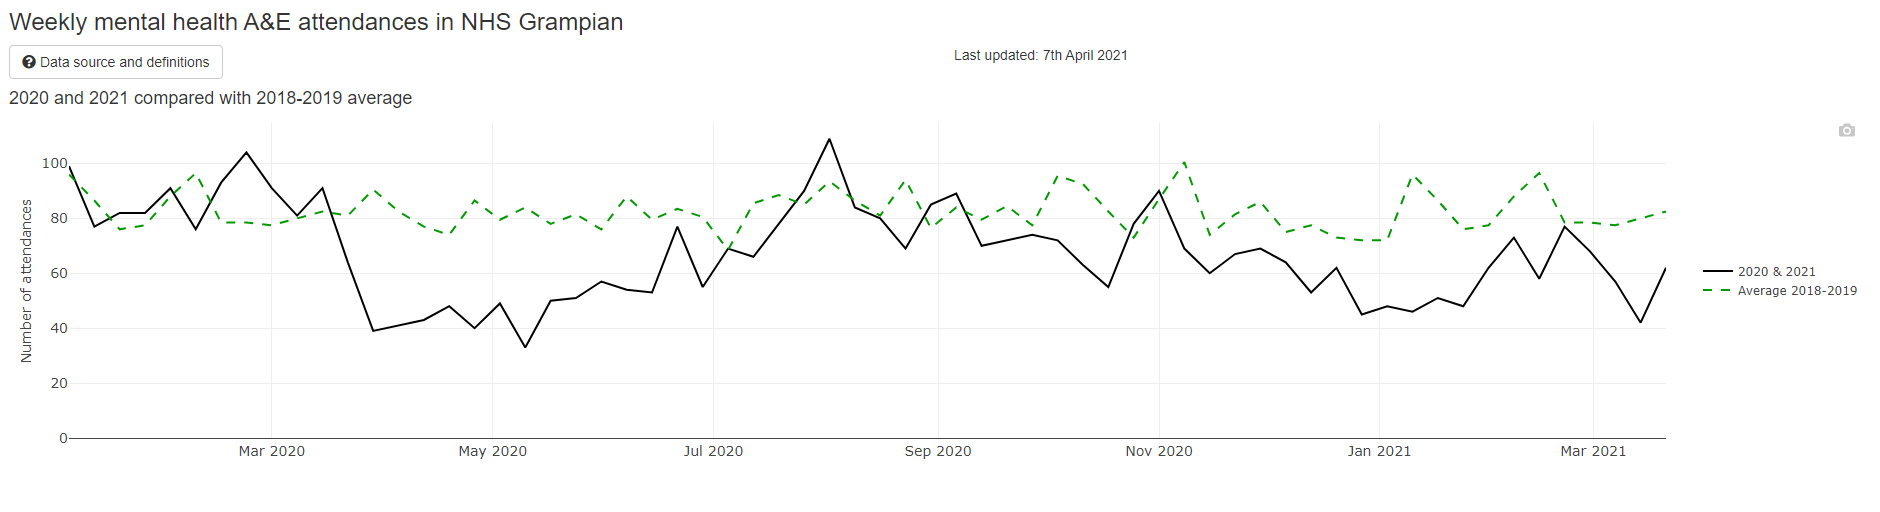 Weekly mental health A&E attendances in NHS Grampian
Data source and definitions
Last updated: 7th April 2021
2020 and 2021 compared with 2018-2019 average
Number of attendances
100
80
60
40
20
0
Mar 2020
May 2020
Jul 2020
Sep 2020
Nov 2020
Jan 2021
Mar 2021
2020 & 2021
Average 2018-2019